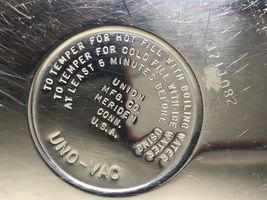 TO TEMPER FOR HOT FILL WITH BOILING WATER
TO TEMPER FOR COLD FILL WITH ICE WATER
AT LEAST 5 MINUTES BEFORE USING
UNION
MFG. CO.
MERIDEN
CONN.
U.S.A.
UNO-VAC